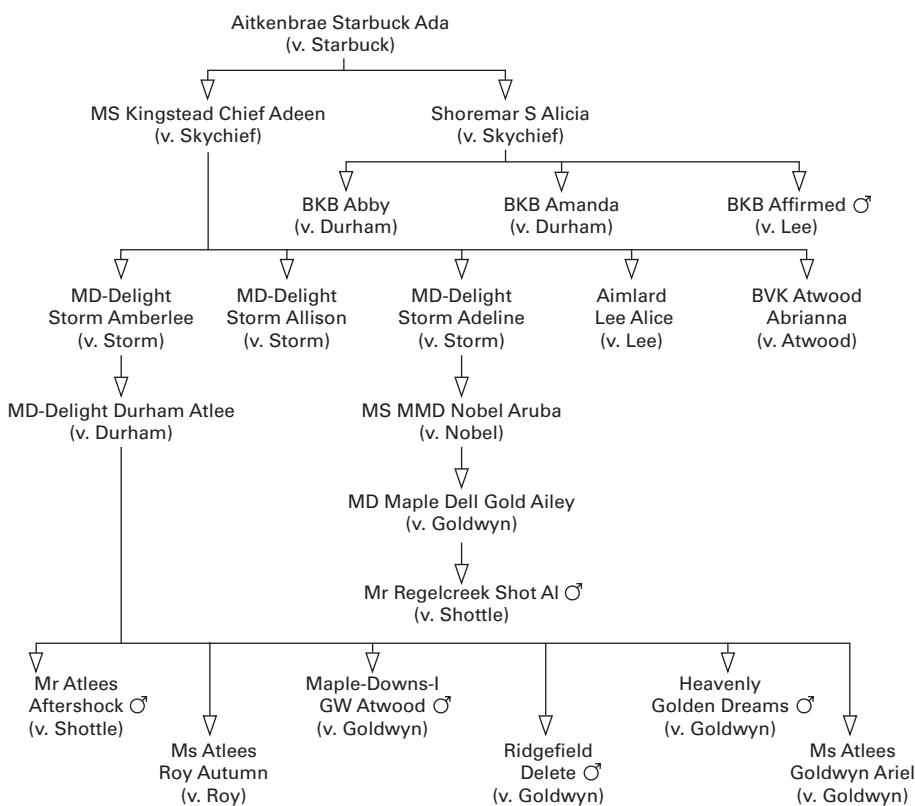 Aitkenbrae Starbuck Ada
(v. Starbuck)
MS Kingstead Chief Adeen
(v. Skychief)
Shoremar S Alicia
(v. Skychief)
BKB Abby
(v. Durham)
BKB Amanda
(v. Durham)
BKB Affirmed ♂
(v. Lee)
MD-Delight
Storm Amberlee
(v. Storm)
MD-Delight
Storm Allison
(v. Storm)
MD-Delight
Storm Adeline
(v. Storm)
Aimlard
Lee Alice
(v. Lee)
BVK Atwood
Abrianna
(v. Atwood)
MD-Delight Durham Atlee
(v. Durham)
MS MMD Nobel Aruba
(v. Nobel)
MD Maple Dell Gold Ailey
(v. Goldwyn)
Mr Regelcreek Shot Al ♂
(v. Shottle)
Mr Atlees
Aftershock ♂
(v. Shottle)
Ms Atlees
Roy Autumn
(v. Roy)
Maple-Downs-I
GW Atwood ♂
(v. Goldwyn)
Ridgefield
Delete ♂
(v. Goldwyn)
Heavenly
Golden Dreams ♂
(v. Goldwyn)
Ms Atlees
Goldwyn Ariel
(v. Goldwyn)